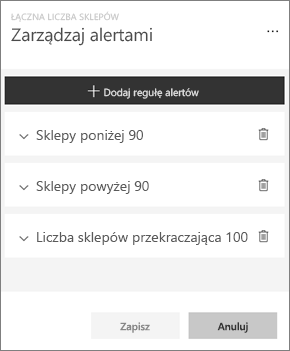 ŁĄCZNA LICZBA SKLEPÓW
Zarządzaj alertami
Dodaj regułę alertów
Sklepy poniżej 90
Sklepy powyżej 90
Liczba sklepów przekraczająca 100
Zapisz
Anuluj